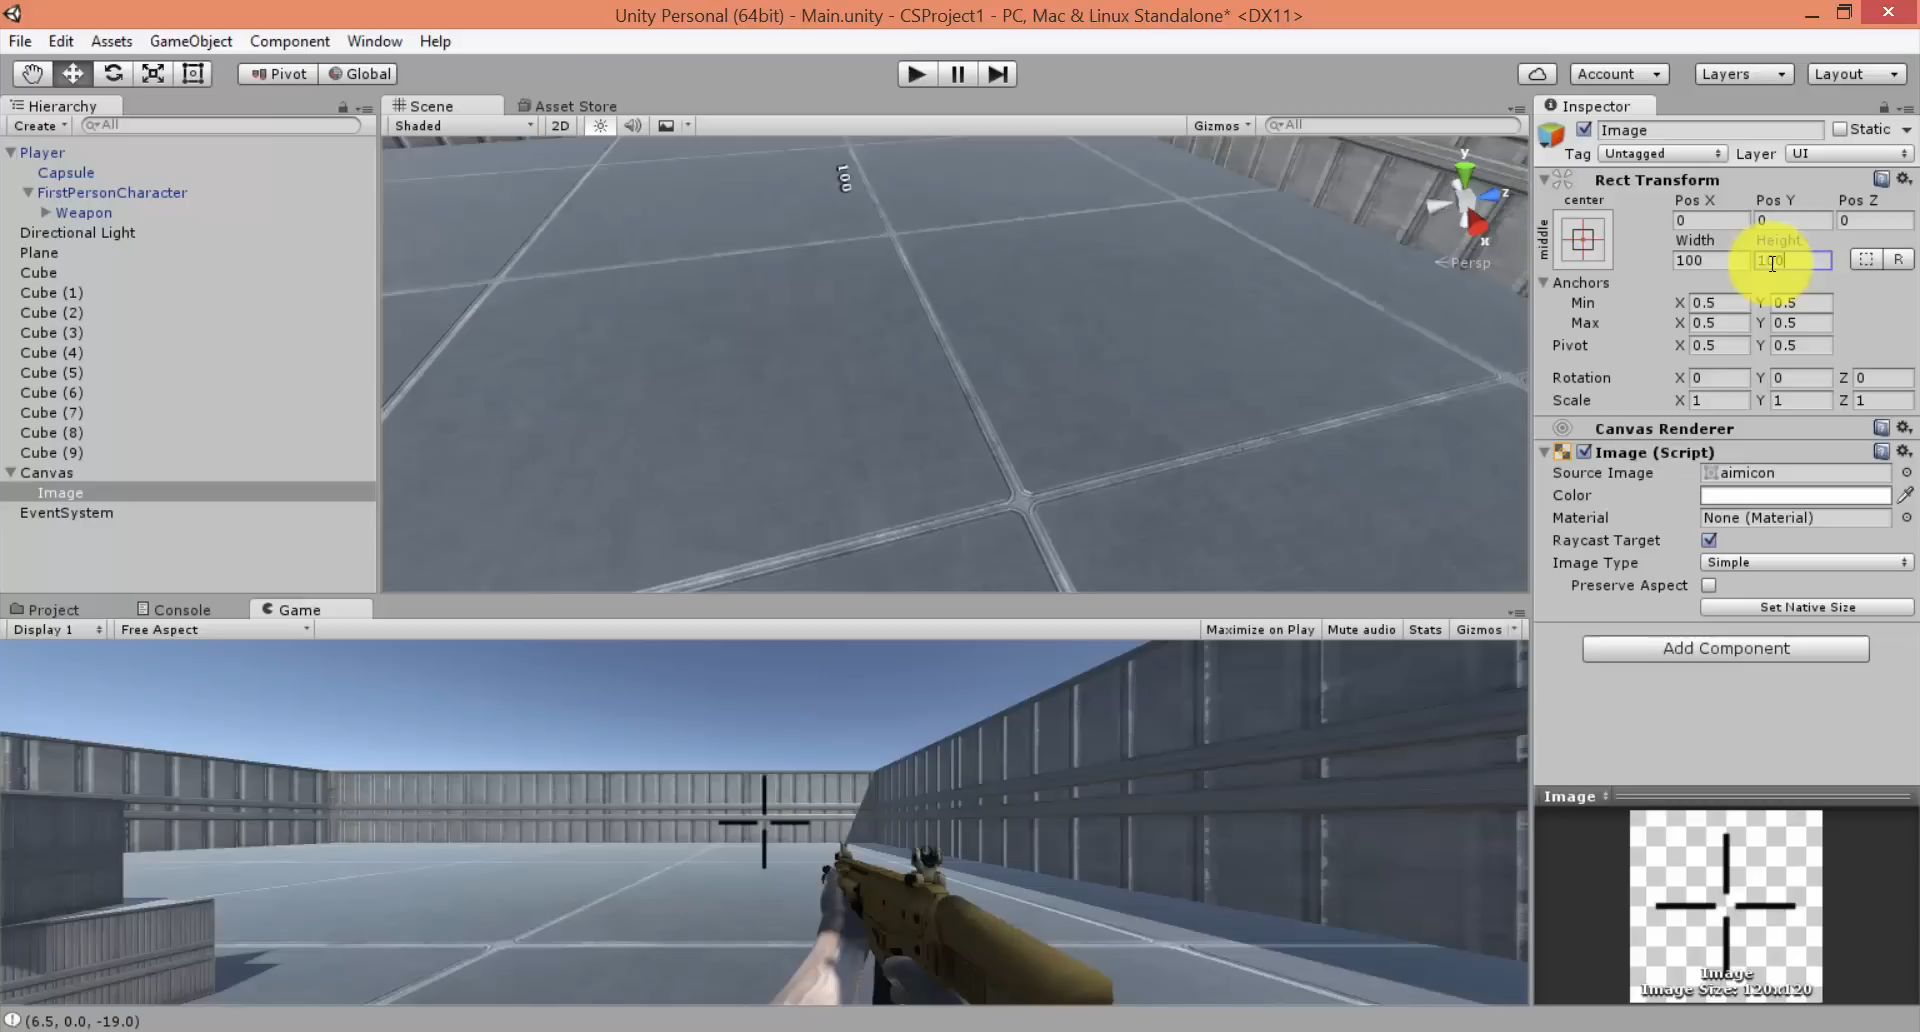 Unity Personal (64bit) - Main.unity - CSProject1 - PC, Mac & Linux Standalone* <DX11>
File Edit Assets GameObject Component Window Help
Pivot Global Account Layers Layout
Hierarchy
Create All
Player
Capsule
FirstPersonCharacter
Weapon
Directional Light
Plane
Cube
Cube (1)
Cube (2)
Cube (3)
Cube (4)
Cube (5)
Cube (6)
Cube (7)
Cube (8)
Cube (9)
Canvas
Image
EventSystem
Scene Asset Store
Shaded 2D Gizmos All
100
y
z
x
Persp
Project Console Game
Display 1 Free Aspect Maximize on Play Mute audio Stats Gizmos
Inspector
Image Static
Tag Untagged Layer UI
Rect Transform
center Pos X Pos Y Pos Z
middle
0 0 0
Width Height
100 100 R
Anchors
Min X 0.5 Y 0.5
Max X 0.5 Y 0.5
Pivot X 0.5 Y 0.5
Rotation X 0 Y 0 Z 0
Scale X 1 Y 1 Z 1
Canvas Renderer
Image (Script)
Source Image aimicon
Color
Material None (Material)
Raycast Target
Image Type Simple
Preserve Aspect
Set Native Size
Add Component
Image
Image
Image Size: 120x120
(6.5, 0.0, -19.0)